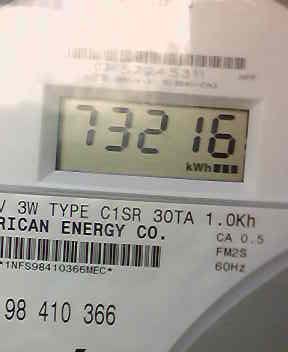 73216
kWh
V 3W TYPE C1SR 30TA 1.0Kh
RICAN ENERGY CO.
CA 0.5
FM2S
60Hz
*1NFS98410366MEC*
98 410 366